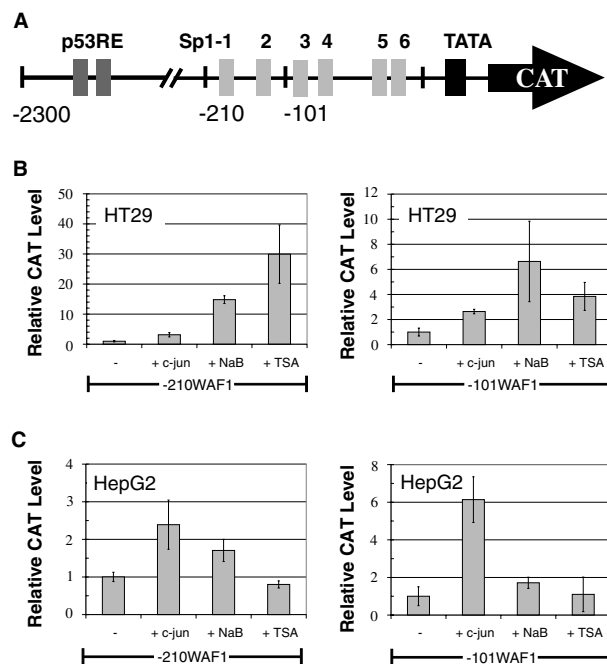 A
p53RE Sp1-1 2 3 4 5 6 TATA
CAT
-2300 -210 -101
B
Relative CAT Level
50
40
30
20
10
0
HT29
- + c-jun + NaB + TSA
-210WAF1
Relative CAT Level
12
10
8
6
4
2
0
HT29
- + c-jun + NaB + TSA
-101WAF1
C
Relative CAT Level
4
3
2
1
0
HepG2
- + c-jun + NaB + TSA
-210WAF1
Relative CAT Level
8
6
4
2
0
HepG2
- + c-jun + NaB + TSA
-101WAF1